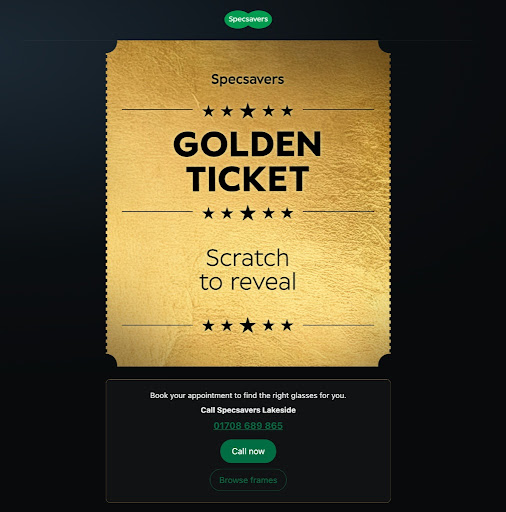 Specsavers
Specsavers
GOLDEN
TICKET
Scratch
to reveal
Book your appointment to find the right glasses for you.
Call Specsavers Lakeside
01708 689 865
Call now
Browse frames